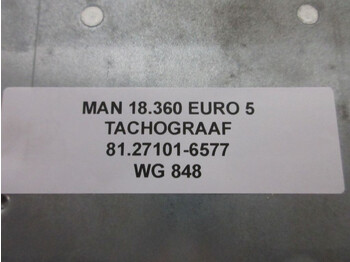 MAN 18.360 EURO 5
TACHOGRAAF
81.27101-6577
WG 848